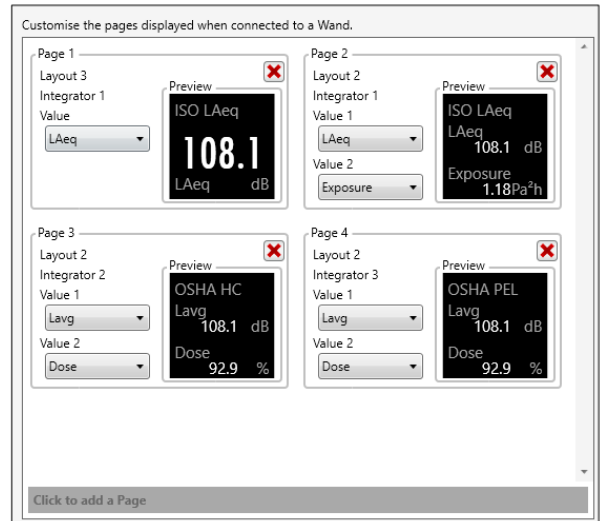 Customise the pages displayed when connected to a Wand.
Page 1
Layout 3
Integrator 1
Value
LAeq
Preview
ISO LAeq
108.1
LAeq dB
Page 2
Layout 2
Integrator 1
Value 1
LAeq
Value 2
Exposure
Preview
ISO LAeq
LAeq
108.1 dB
Exposure
1.18Pa²h
Page 3
Layout 2
Integrator 2
Value 1
Lavg
Value 2
Dose
Preview
OSHA HC
Lavg
108.1 dB
Dose
92.9 %
Page 4
Layout 2
Integrator 3
Value 1
Lavg
Value 2
Dose
Preview
OSHA PEL
Lavg
108.1 dB
Dose
92.9 %
Click to add a Page